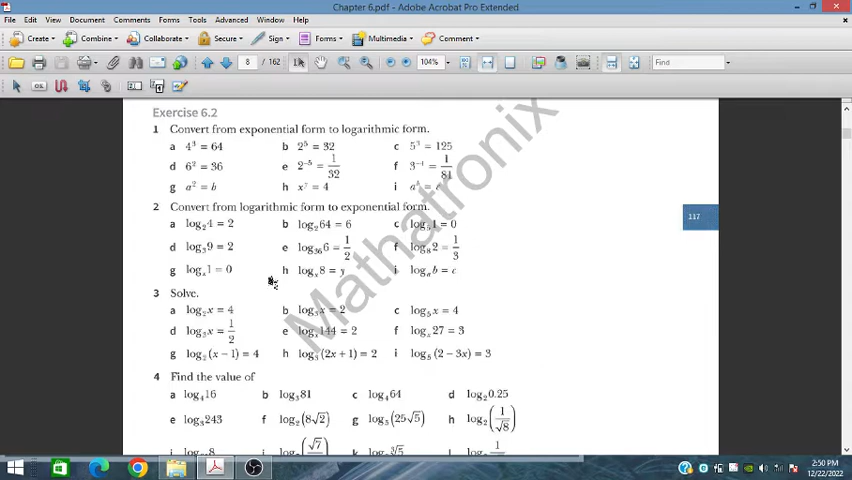 Chapter 6.pdf - Adobe Acrobat Pro Extended
File Edit View Document Comments Forms Tools Advanced Window Help
Create Combine Collaborate Secure Sign Forms Multimedia Comment
8 / 162 104% Find
Exercise 6.2
1 Convert from exponential form to logarithmic form.
a 4³ = 64 b 2⁵ = 32 c 5³ = 125
d 6² = 36 e 2⁻⁵ = 1/32 f 3⁻⁴ = 1/81
g a² = b h xʸ = 4 i aᵇ =
2 Convert from logarithmic form to exponential form.
a log₂4 = 2 b log₂64 = 6 c log₅1 = 0
d log₃9 = 2 e log₃₆6 = 1/2 f log₈2 = 1/3
g logₓ1 = 0 h logₓ8 = y i logₐb = c
3 Solve.
a log₂x = 4 b log₃x = 2 c log₅x = 4
d log₉x = 1/2 e logₓ144 = 2 f logₓ27 = 3
g log₂(x − 1) = 4 h log₃(2x + 1) = 2 i log₅(2 − 3x) = 3
4 Find the value of
a log₄16 b log₃81 c log₄64 d log₂0.25
e log₃243 f log₂(8√2) g log₅(25√5) h log₂(1/√8)
Mathatronix
217
2:50 PM
12/22/2022